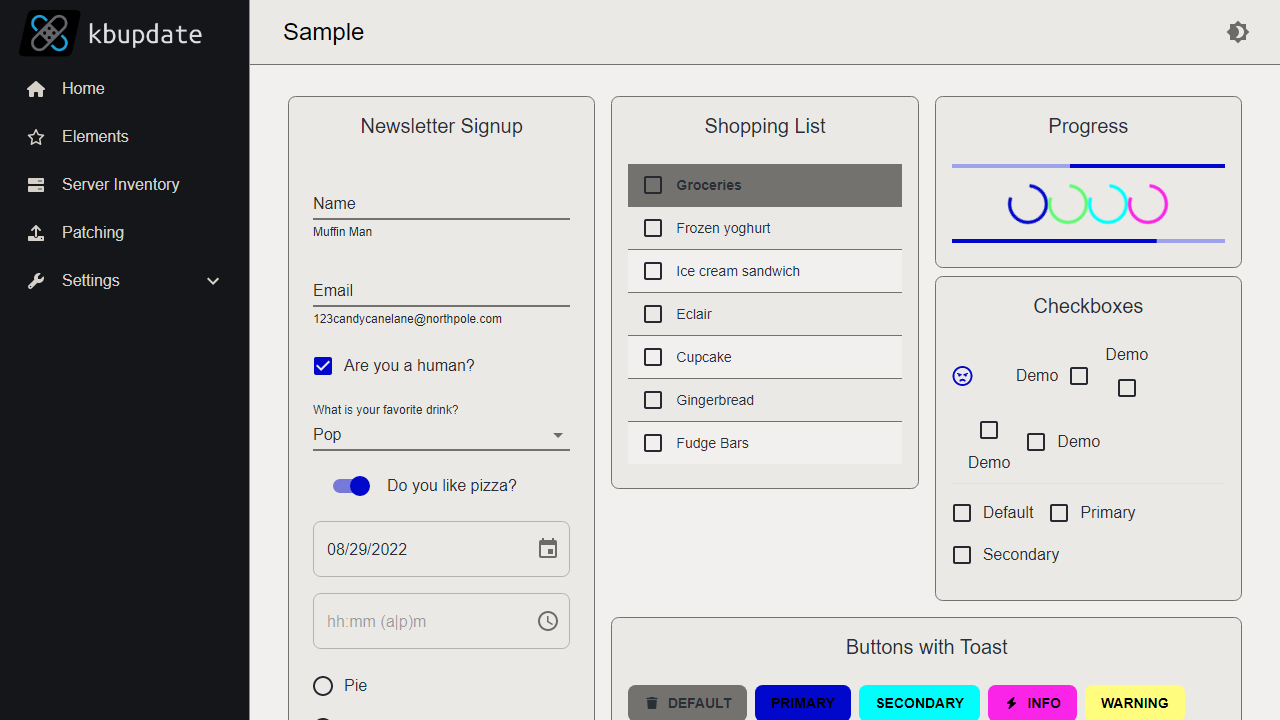 kbupdate
Home
Elements
Server Inventory
Patching
Settings
Sample
Newsletter Signup
Name
Muffin Man
Email
123candycanelane@northpole.com
Are you a human?
What is your favorite drink?
Pop
Do you like pizza?
08/29/2022
hh:mm (a|p)m
Pie
Shopping List
Groceries
Frozen yoghurt
Ice cream sandwich
Eclair
Cupcake
Gingerbread
Fudge Bars
Progress
Checkboxes
Demo
Demo
Demo
Demo
Default
Primary
Secondary
Buttons with Toast
DEFAULT
PRIMARY
SECONDARY
INFO
WARNING